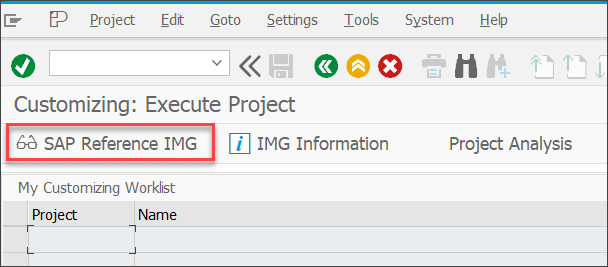 Project Edit Goto Settings Tools System Help
Customizing: Execute Project
SAP Reference IMG IMG Information Project Analysis
My Customizing Worklist
Project Name